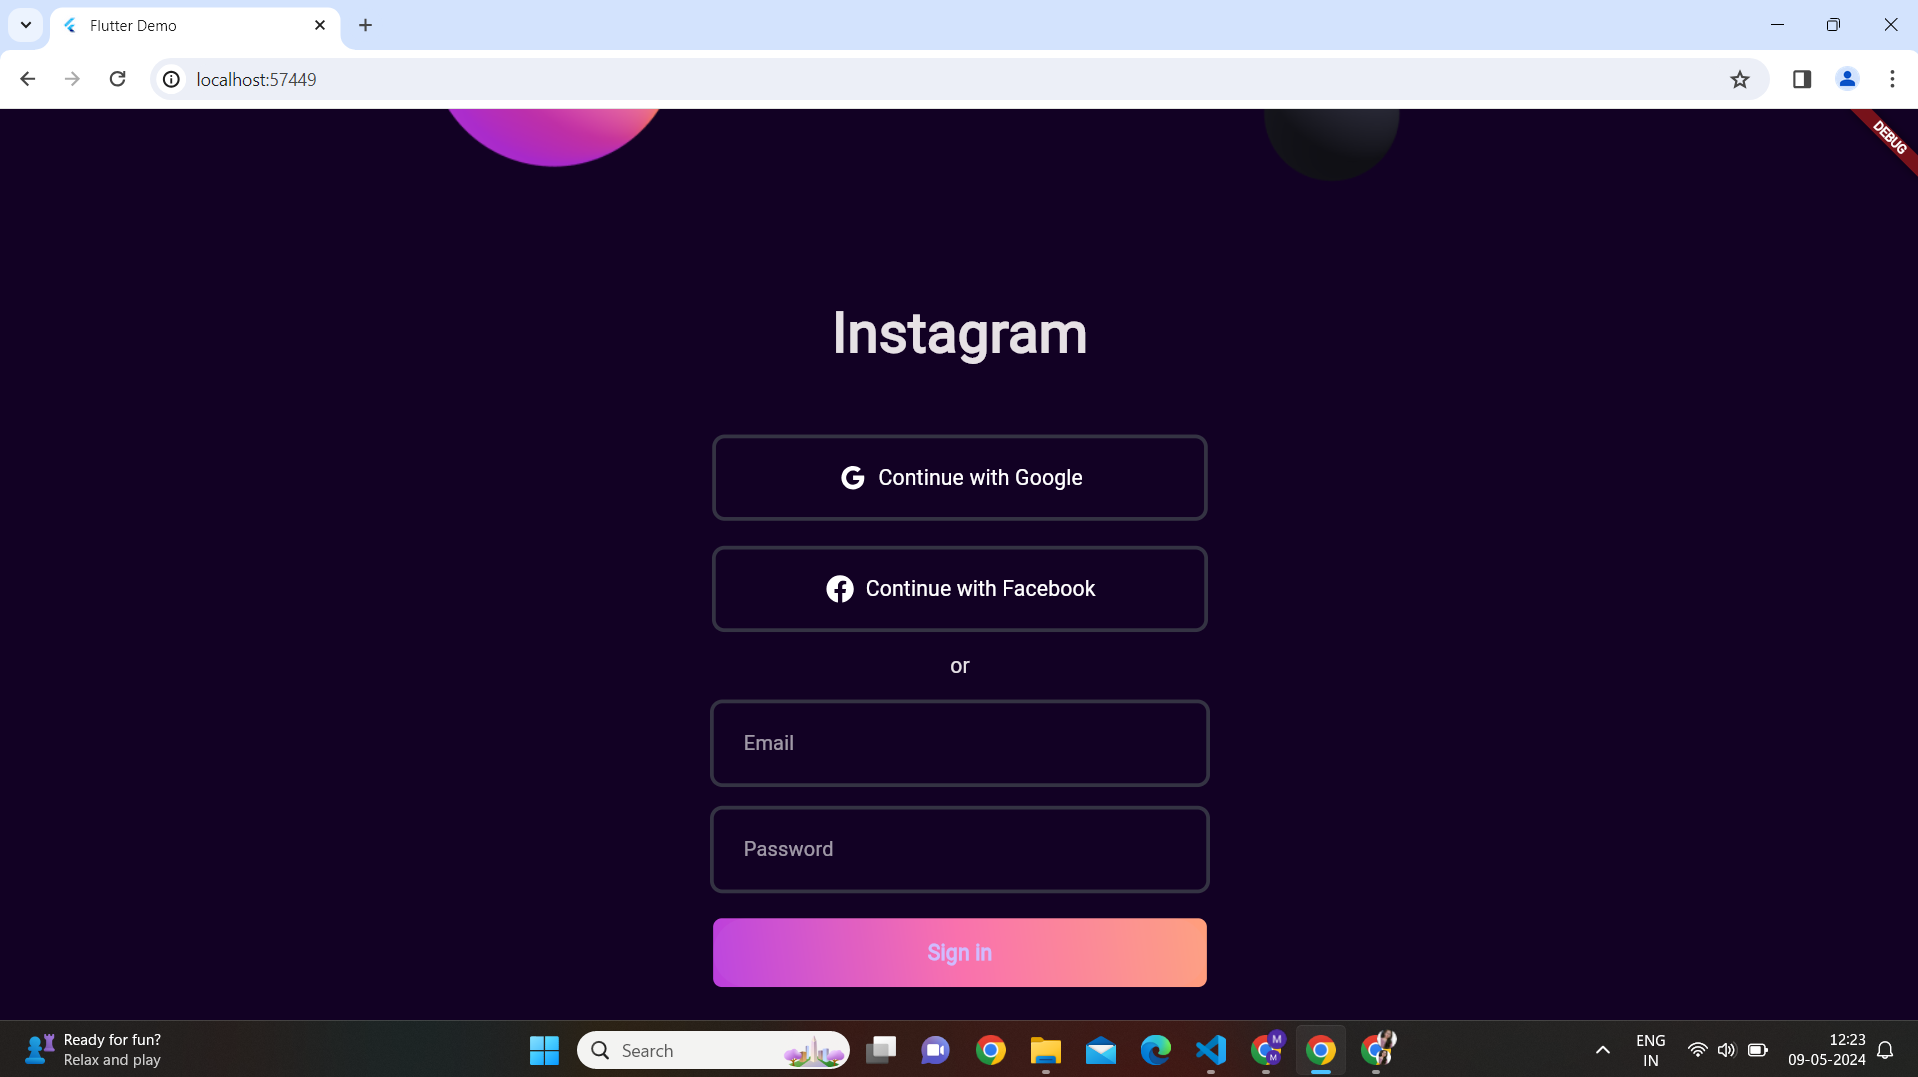 Flutter Demo
localhost:57449
DEBUG
Instagram
Continue with Google
Continue with Facebook
or
Email
Password
Sign in
Ready for fun?
Relax and play
Search
M
M
ENG
IN
12:23
09-05-2024